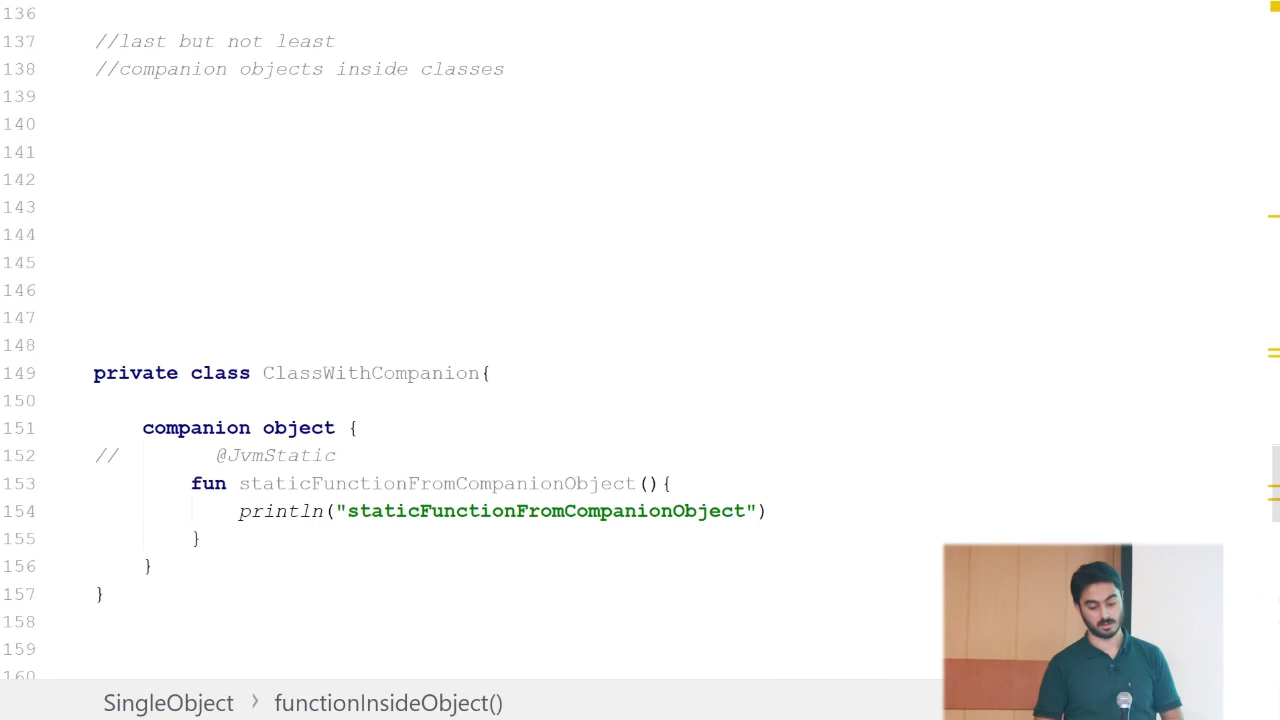 136
137 //last but not least
138 //companion objects inside classes
139
140
141
142
143
144
145
146
147
148
149 private class ClassWithCompanion{
150
151 companion object {
152 // @JvmStatic
153 fun staticFunctionFromCompanionObject(){
154 println("staticFunctionFromCompanionObject")
155 }
156 }
157 }
158
159
160
SingleObject › functionInsideObject()